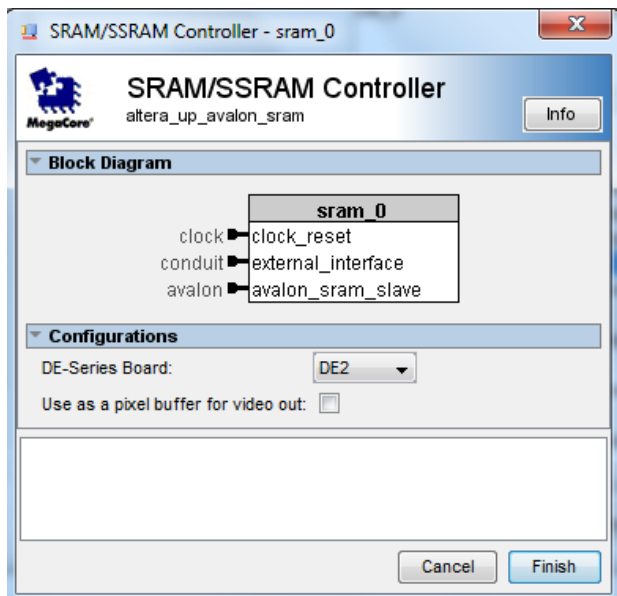 SRAM/SSRAM Controller - sram_0
SRAM/SSRAM Controller
altera_up_avalon_sram
MegaCore®
Info
Block Diagram
sram_0
clock clock_reset
conduit external_interface
avalon avalon_sram_slave
Configurations
DE-Series Board: DE2
Use as a pixel buffer for video out:
Cancel Finish